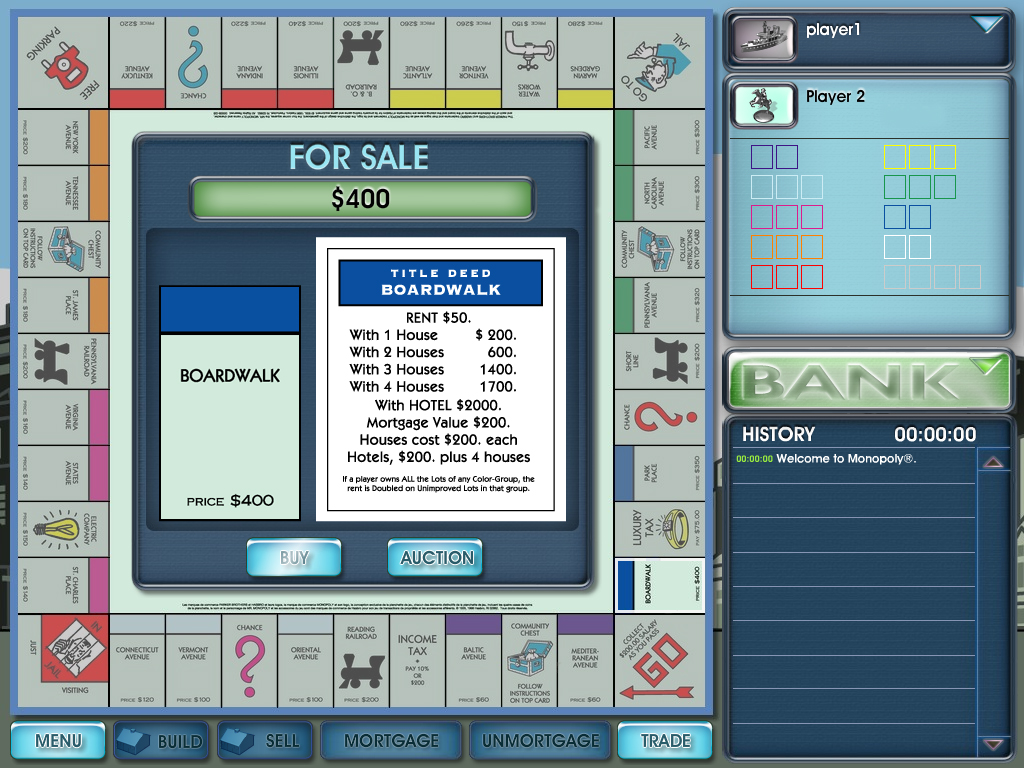 PRICE $220
KENTUCKY
AVENUE
CHANCE
PRICE $220
INDIANA
AVENUE
PRICE $240
ILLINOIS
AVENUE
PRICE $200
B. & O.
RAILROAD
PRICE $260
ATLANTIC
AVENUE
PRICE $260
VENTNOR
AVENUE
PRICE $150
WATER
WORKS
PRICE $280
MARVIN
GARDENS
FREE
PARKING
GO TO
JAIL
NEW YORK
AVENUE
PRICE $200
TENNESSEE
AVENUE
PRICE $180
COMMUNITY
CHEST
FOLLOW
INSTRUCTIONS
ON TOP CARD
ST. JAMES
PLACE
PRICE $180
PENNSYLVANIA
RAILROAD
PRICE $200
VIRGINIA
AVENUE
PRICE $160
STATES
AVENUE
PRICE $140
ELECTRIC
COMPANY
PRICE $150
ST. CHARLES
PLACE
PRICE $140
FOR SALE
$400
BOARDWALK
PRICE $400
TITLE DEED
BOARDWALK
RENT $50.
With 1 House $ 200.
With 2 Houses 600.
With 3 Houses 1400.
With 4 Houses 1700.
With HOTEL $2000.
Mortgage Value $200.
Houses cost $200. each
Hotels, $200. plus 4 houses
If a player owns ALL the Lots of any Color-Group, the
rent is Doubled on Unimproved Lots in that group.
BUY
AUCTION
PACIFIC
AVENUE
PRICE $300
NORTH
CAROLINA
AVENUE
PRICE $300
COMMUNITY
CHEST
FOLLOW
INSTRUCTIONS
ON TOP CARD
PENNSYLVANIA
AVENUE
PRICE $320
SHORT
LINE
PRICE $200
CHANCE
PARK
PLACE
PRICE $350
LUXURY
TAX
PAY $75.00
BOARDWALK
PRICE $400
JUST
IN
JAIL
VISITING
CONNECTICUT
AVENUE
PRICE $120
VERMONT
AVENUE
PRICE $100
CHANCE
ORIENTAL
AVENUE
PRICE $100
READING
RAILROAD
PRICE $200
INCOME
TAX
PAY 10%
OR
$200
BALTIC
AVENUE
PRICE $60
COMMUNITY
CHEST
FOLLOW
INSTRUCTIONS
ON TOP CARD
MEDITER-
RANEAN
AVENUE
PRICE $60
COLLECT
$200.00 SALARY
AS YOU PASS
GO
player1
Player 2
BANK
HISTORY 00:00:00
00:00:00 Welcome to Monopoly®.
MENU
BUILD
SELL
MORTGAGE
UNMORTGAGE
TRADE